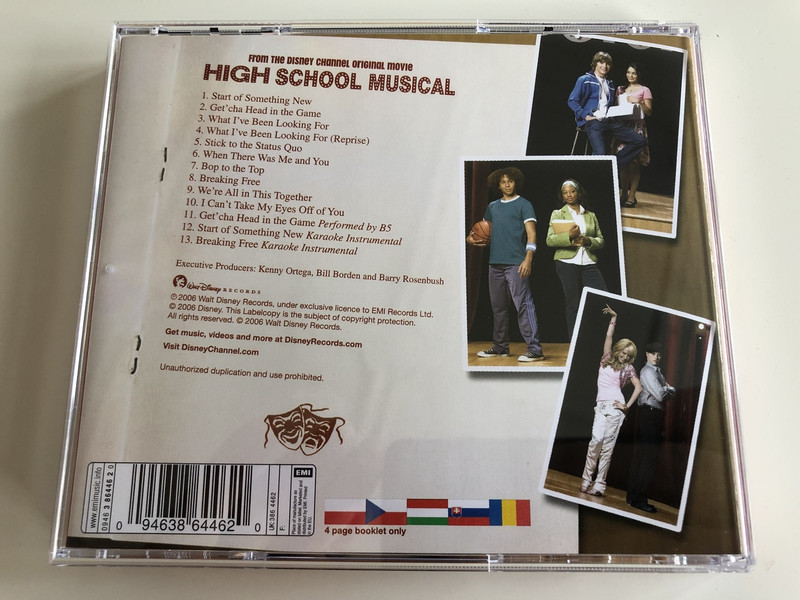 FROM THE DISNEY CHANNEL ORIGINAL MOVIE
HIGH SCHOOL MUSICAL
1. Start of Something New
2. Get'cha Head in the Game
3. What I've Been Looking For
4. What I've Been Looking For (Reprise)
5. Stick to the Status Quo
6. When There Was Me and You
7. Bop to the Top
8. Breaking Free
9. We're All in This Together
10. I Can't Take My Eyes Off of You
11. Get'cha Head in the Game Performed by B5
12. Start of Something New Karaoke Instrumental
13. Breaking Free Karaoke Instrumental
Executive Producers: Kenny Ortega, Bill Borden and Barry Rosenbush
Walt Disney RECORDS
℗ 2006 Walt Disney Records, under exclusive licence to EMI Records Ltd.
© 2006 Disney. This Labelcopy is the subject of copyright protection.
All rights reserved. © 2006 Walt Disney Records.
Get music, videos and more at DisneyRecords.com
Visit DisneyChannel.com
Unauthorized duplication and use prohibited.
www.emimusic.info
0946 3 86446 2 0
0 94638 64462 0
UK:386 4462
F:
EMI
4 page booklet only